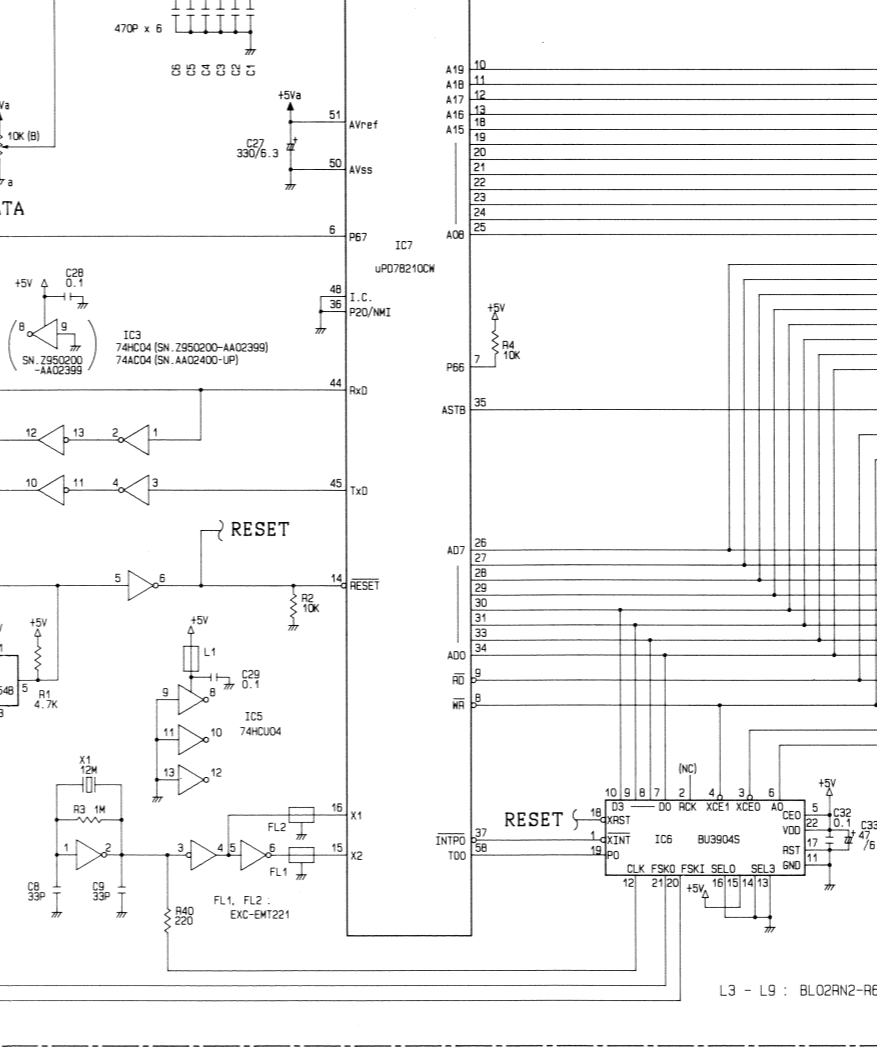 470P x 6
C6 C5 C4 C3 C2 C1
+5Va
51 AVref
C27
330/6.3
50 AVss
10K (B)
a
6 P67
IC7
uPD78210CW
A19 10
A18 11
A17 12
A16 13
A15 18
19
20
21
22
23
24
A08 25
C28
0.1
+5V
8 9
SN.Z950200
-AA02399
IC3
74HC04 (SN.Z950200-AA02399)
74AC04 (SN.AA02400-UP)
48 I.C.
36 P20/NMI
+5V
R4
10K
P66 7
44 RxD
ASTB 35
12 13 2 1
10 11 4 3
45 TxD
RESET
5 6
14 RESET
R2
10K
AD7 26
27
28
29
30
31
33
AD0 34
RD 9
WR 8
+5V
R1
4.7K
5
+5V
L1
C29
0.1
9 8
11 10
13 12
IC5
74HCU04
X1
12M
R3 1M
1 2
3 4 5 6
FL2
FL1
16 X1
15 X2
C8
33P
C9
33P
R40
220
FL1, FL2 :
EXC-EMT221
INTP0 37
TO0 58
RESET
(NC)
10 9 8 7 2 4 3 6
D3 D0 RCK XCE1 XCE0 A0
18 XRST
1 XINT
19 P0
IC6 BU3904S
CEO 5
VDD 22
RST 17
GND 11
CLK FSK0 FSKI SEL0 SEL3
12 21 20 16 15 14 13
+5V
+5V
C32
0.1
C33
47
L3 - L9 :